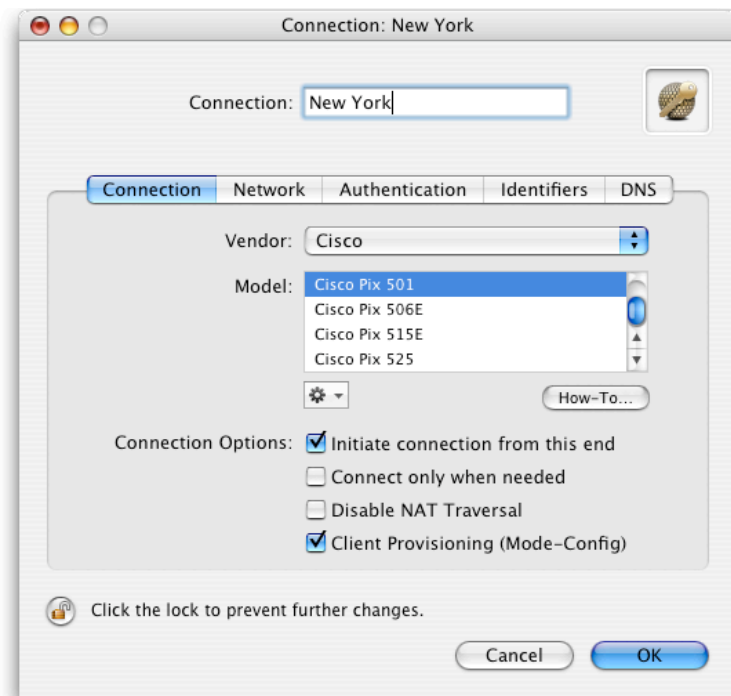 Connection: New York
Connection: New York
Connection Network Authentication Identifiers DNS
Vendor: Cisco
Model: Cisco Pix 501
Cisco Pix 506E
Cisco Pix 515E
Cisco Pix 525
How-To...
Connection Options: Initiate connection from this end
Connect only when needed
Disable NAT Traversal
Client Provisioning (Mode-Config)
Click the lock to prevent further changes.
Cancel OK